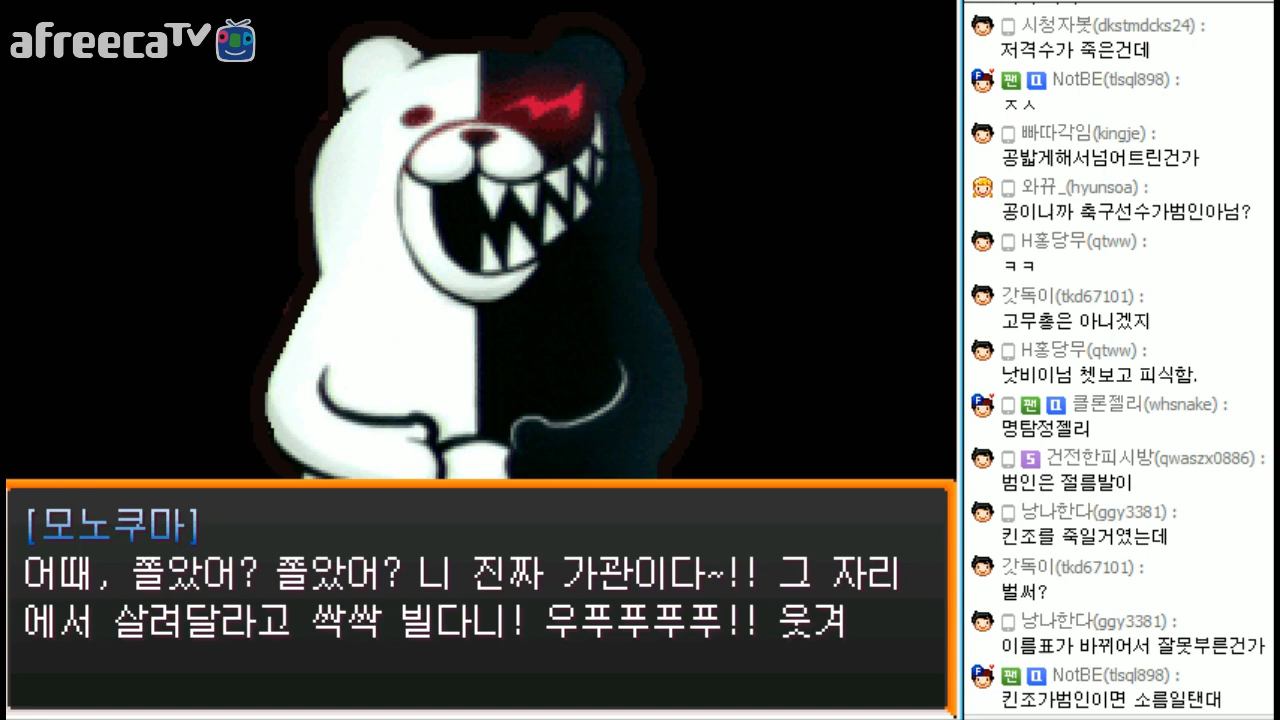 afreecaTV
[모노쿠마]
어때, 쫄았어? 쫄았어? 니 진짜 가관이다~!! 그 자리
에서 살려달라고 싹싹 빌다니! 우푸푸푸푸!! 웃겨
시청자봇(dkstmdcks24) :
저격수가 죽은건데
팬 Q NotBE(tlsql898) :
ㅈㅅ
빠따각임(kingje) :
공밟게해서넘어트린건가
와뀨_(hyunsoa) :
공이니까 축구선수가범인아님?
H홍당무(qtww) :
ㅋㅋ
갓독이(tkd67101) :
고무총은 아니겠지
H홍당무(qtww) :
낫비이님 쳇보고 피식함.
팬 Q 클론젤리(whsnake) :
명탐정젤리
S 건전한피시방(qwaszx0886) :
범인은 절름발이
낭나한다(ggy3381) :
킨조를 죽일거였는데
갓독이(tkd67101) :
벌써?
낭나한다(ggy3381) :
이름표가 바뀌어서 잘못부른건가
팬 Q NotBE(tlsql898) :
킨조가범인이면 소름일탠대